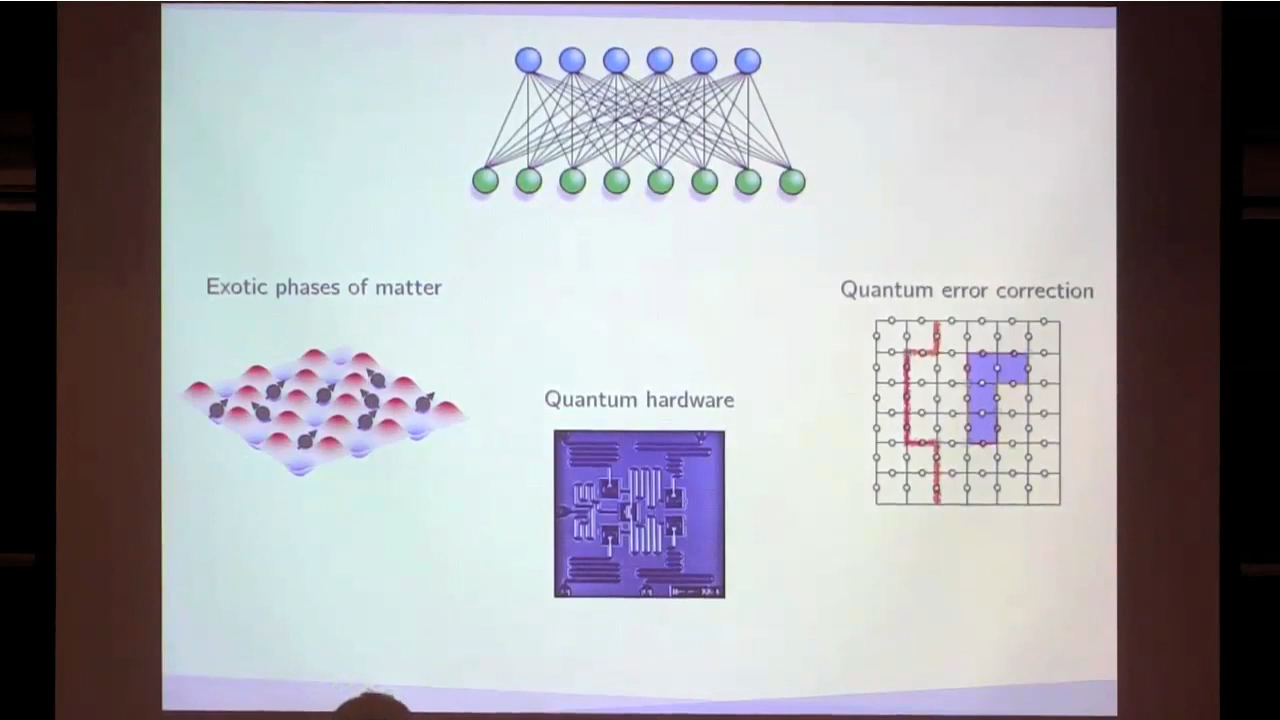 Exotic phases of matter
Quantum error correction
Quantum hardware